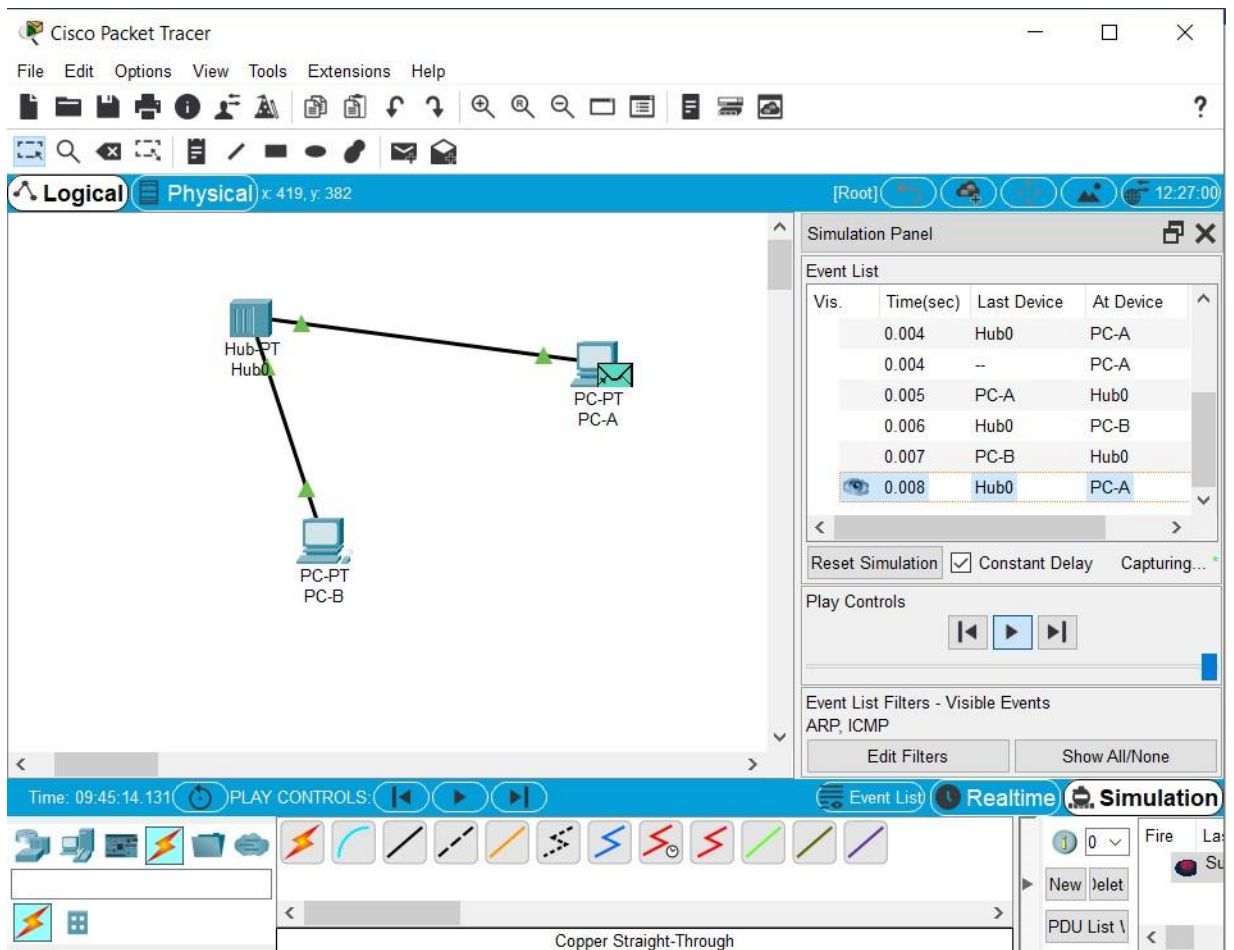 Cisco Packet Tracer
File Edit Options View Tools Extensions Help
?
Logical Physical x: 419, y: 382 [Root] 12:27:00
Simulation Panel
Event List
Vis. Time(sec) Last Device At Device
0.004 Hub0 PC-A
0.004 -- PC-A
0.005 PC-A Hub0
0.006 Hub0 PC-B
0.007 PC-B Hub0
0.008 Hub0 PC-A
Reset Simulation Constant Delay Capturing...
Play Controls
Event List Filters - Visible Events
ARP, ICMP
Edit Filters Show All/None
Hub-PT
Hub0
PC-PT
PC-A
PC-PT
PC-B
Time: 09:45:14.131 PLAY CONTROLS: Event List Realtime Simulation
0 Fire Las
Su
New Delet
PDU List
Copper Straight-Through